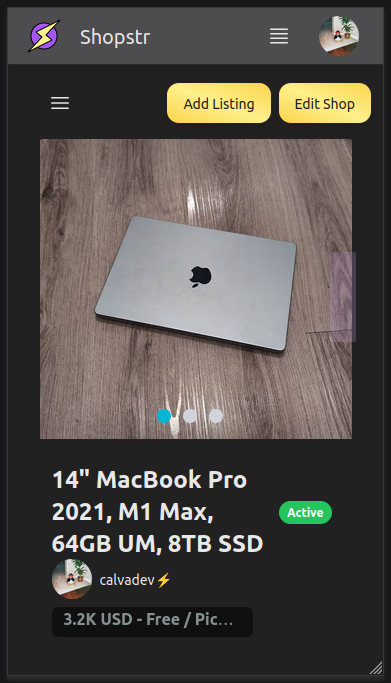 Shopstr
Add Listing
Edit Shop
14" MacBook Pro
2021, M1 Max,
64GB UM, 8TB SSD
Active
calvadev⚡
3.2K USD - Free / Pic…